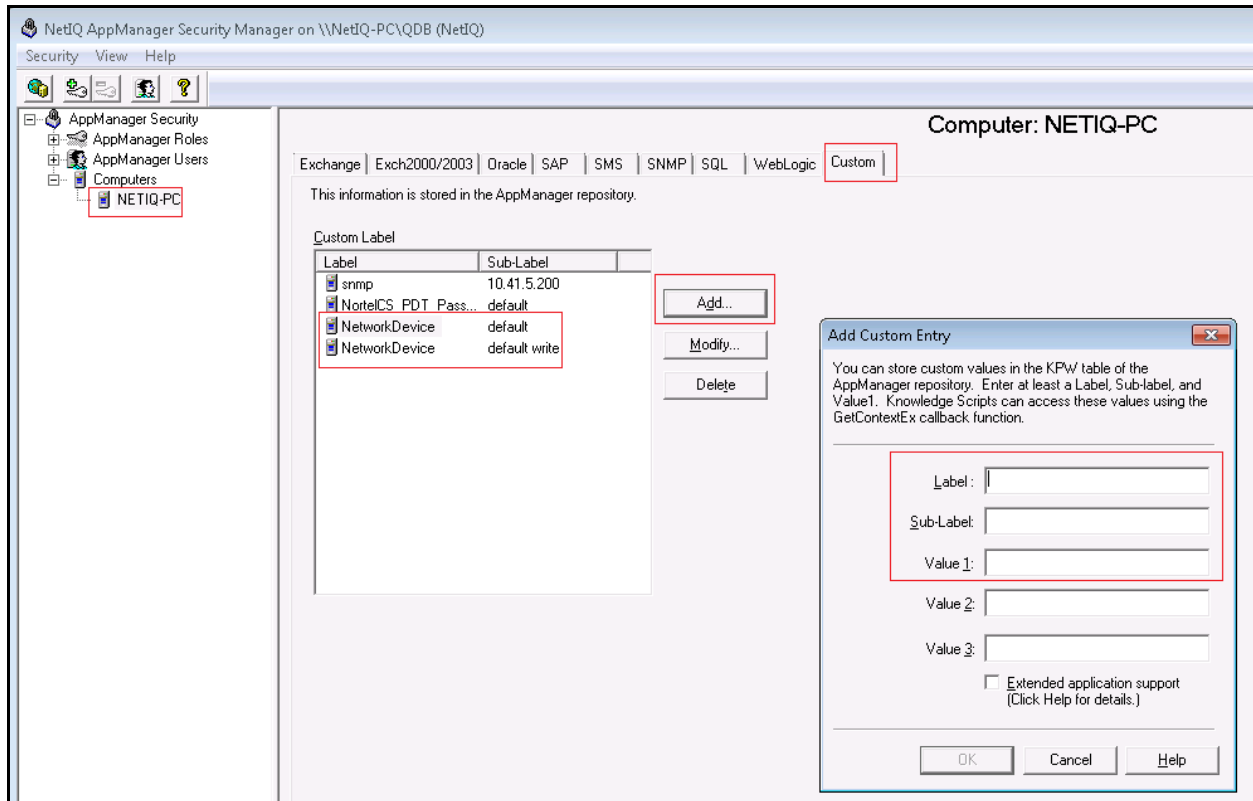 NetIQ AppManager Security Manager on \\NetIQ-PC\QDB (NetIQ)
Security View Help
AppManager Security
AppManager Roles
AppManager Users
Computers
NETIQ-PC
Computer: NETIQ-PC
Exchange Exch2000/2003 Oracle SAP SMS SNMP SQL WebLogic Custom
This information is stored in the AppManager repository.
Custom Label
Label Sub-Label
snmp 10.41.5.200
NortelCS_PDT_Pass... default
NetworkDevice default
NetworkDevice default write
Add...
Modify...
Delete
Add Custom Entry
You can store custom values in the KPW table of the
AppManager repository. Enter at least a Label, Sub-label, and
Value1. Knowledge Scripts can access these values using the
GetContextEx callback function.
Label :
Sub-Label:
Value 1:
Value 2:
Value 3:
Extended application support
(Click Help for details.)
OK Cancel Help